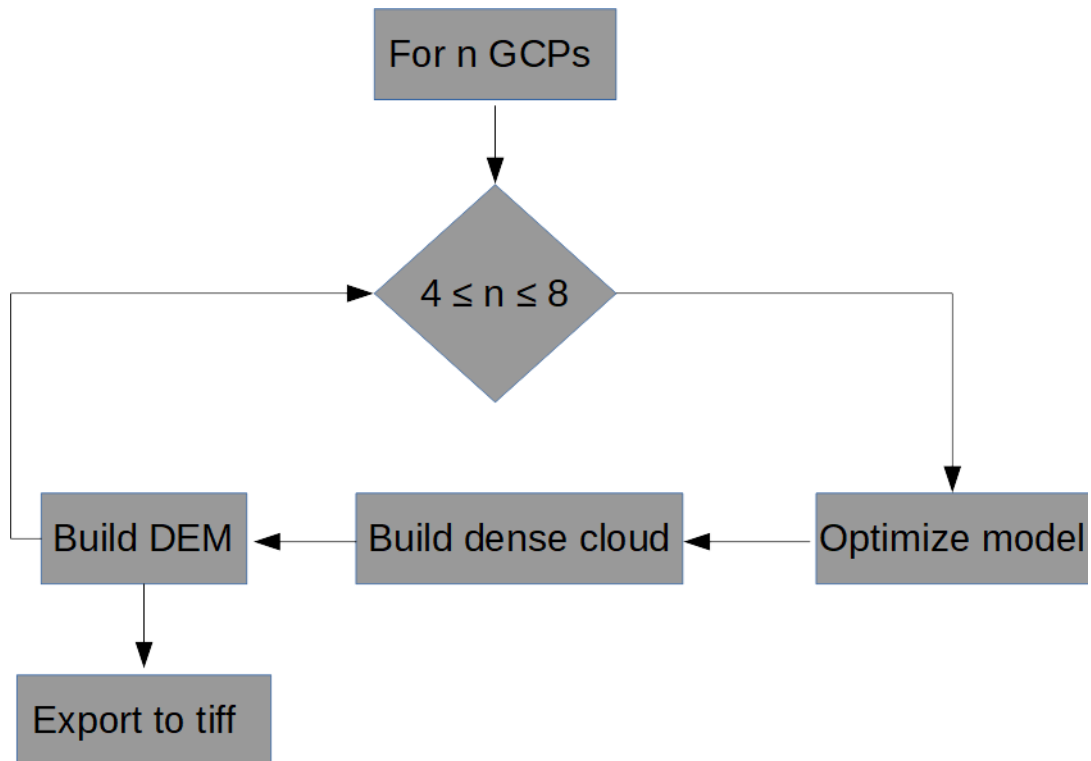 For n GCPs
4 ≤ n ≤ 8
Build DEM
Build dense cloud
Optimize model
Export to tiff